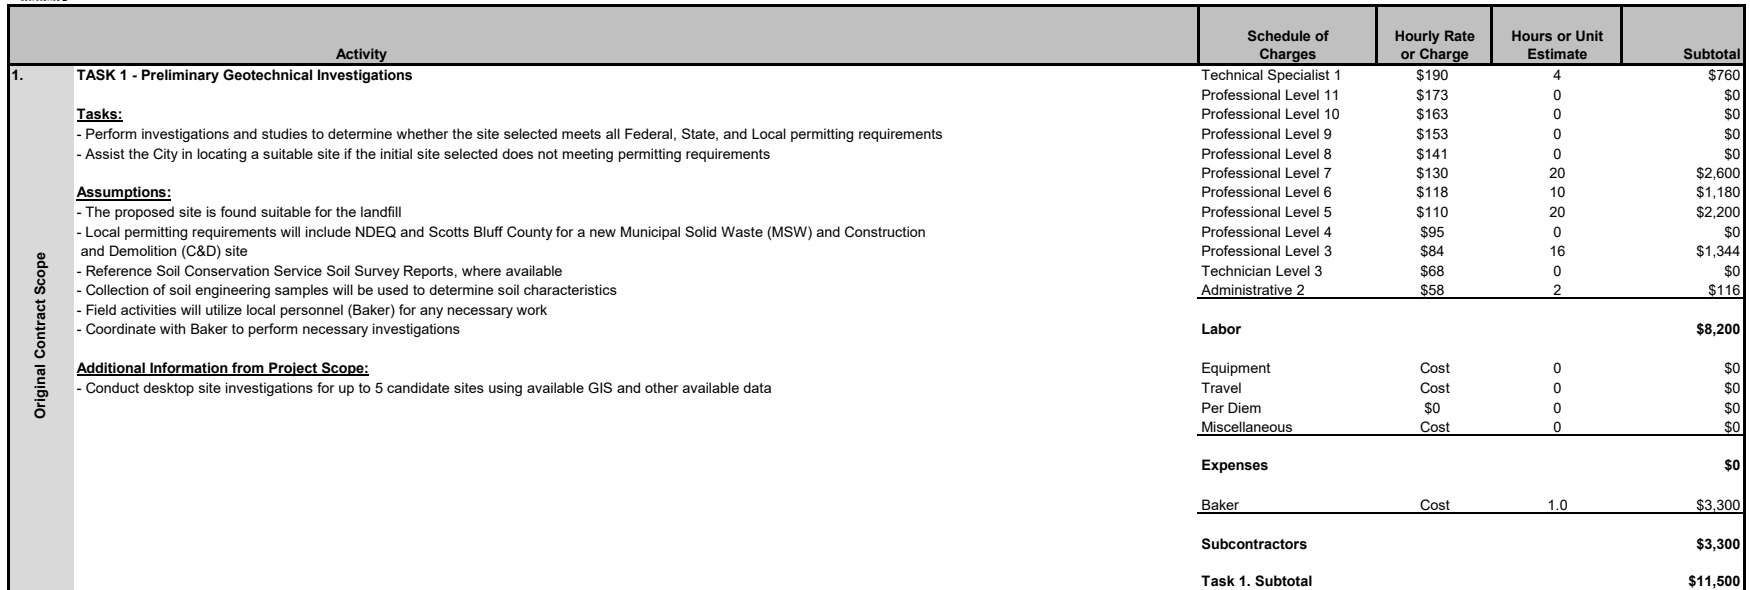 Activity Schedule of Charges Hourly Rate or Charge Hours or Unit Estimate Subtotal
1. TASK 1 - Preliminary Geotechnical Investigations Technical Specialist 1 $190 4 $760
Professional Level 11 $173 0 $0
Tasks: Professional Level 10 $163 0 $0
- Perform investigations and studies to determine whether the site selected meets all Federal, State, and Local permitting requirements Professional Level 9 $153 0 $0
- Assist the City in locating a suitable site if the initial site selected does not meeting permitting requirements Professional Level 8 $141 0 $0
Professional Level 7 $130 20 $2,600
Assumptions: Professional Level 6 $118 10 $1,180
- The proposed site is found suitable for the landfill Professional Level 5 $110 20 $2,200
- Local permitting requirements will include NDEQ and Scotts Bluff County for a new Municipal Solid Waste (MSW) and Construction Professional Level 4 $95 0 $0
and Demolition (C&D) site Professional Level 3 $84 16 $1,344
- Reference Soil Conservation Service Soil Survey Reports, where available Technician Level 3 $68 0 $0
- Collection of soil engineering samples will be used to determine soil characteristics Administrative 2 $58 2 $116
- Field activities will utilize local personnel (Baker) for any necessary work
- Coordinate with Baker to perform necessary investigations Labor $8,200
Additional Information from Project Scope: Equipment Cost 0 $0
- Conduct desktop site investigations for up to 5 candidate sites using available GIS and other available data Travel Cost 0 $0
Per Diem $0 0 $0
Miscellaneous Cost 0 $0
Expenses $0
Baker Cost 1.0 $3,300
Subcontractors $3,300
Task 1. Subtotal $11,500
Original Contract Scope